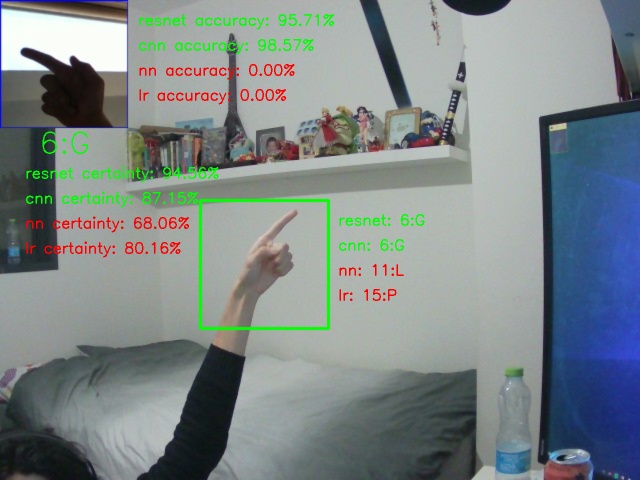 resnet accuracy: 95.71%
cnn accuracy: 98.57%
nn accuracy: 0.00%
lr accuracy: 0.00%
6:G
resnet certainty: 94.56%
cnn certainty: 87.15%
nn certainty: 68.06%
lr certainty: 80.16%
resnet: 6:G
cnn: 6:G
nn: 11:L
lr: 15:P